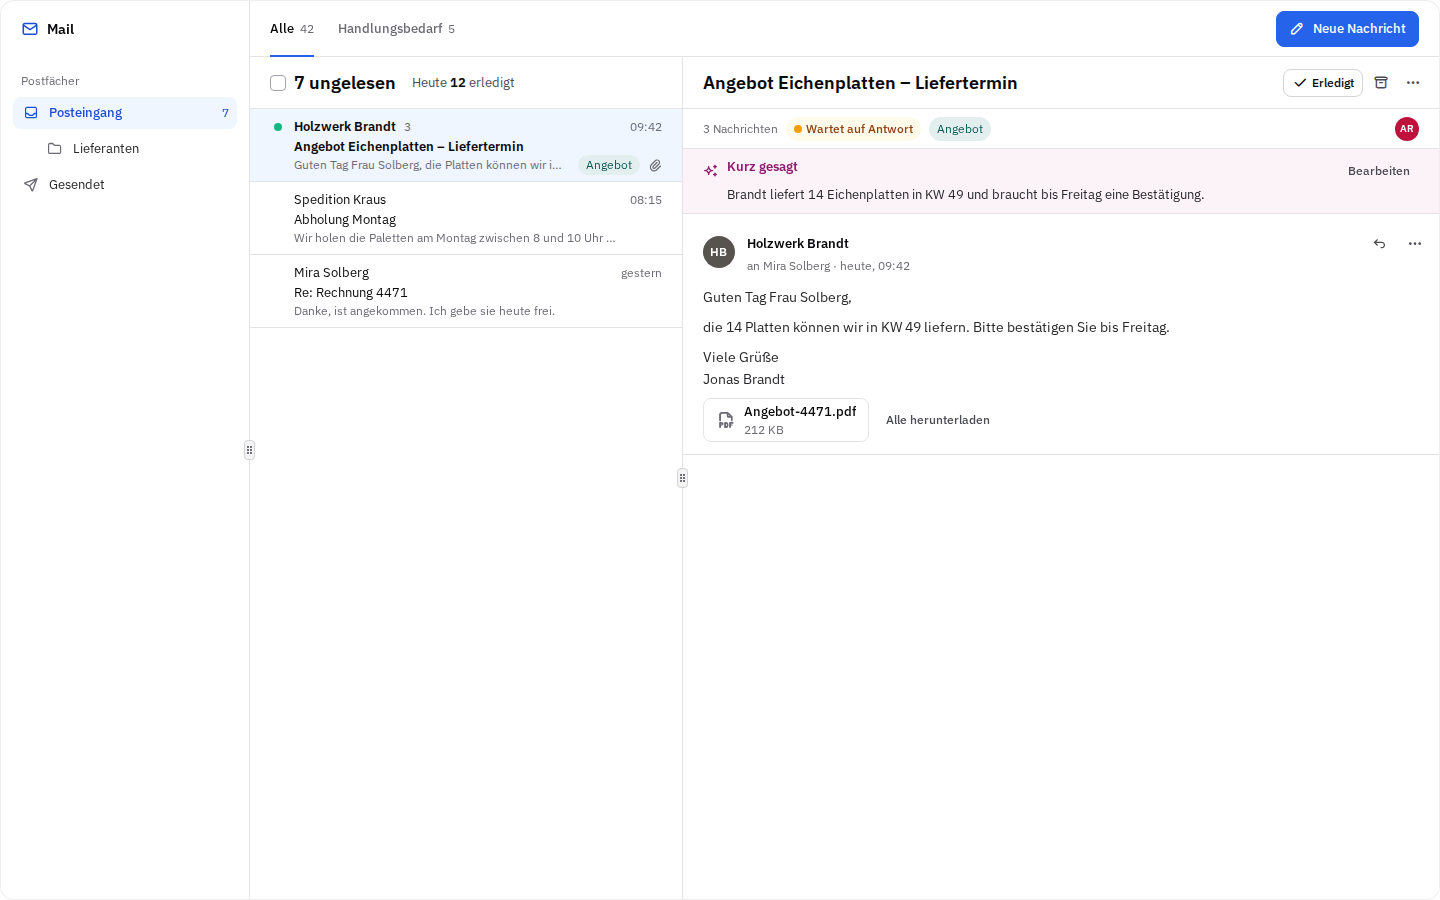 Mail
Postfächer
Posteingang 7
Lieferanten
Gesendet
Alle 42 Handlungsbedarf 5
Neue Nachricht
7 ungelesen Heute 12 erledigt
Holzwerk Brandt 3 09:42
Angebot Eichenplatten – Liefertermin
Guten Tag Frau Solberg, die Platten können wir i... Angebot
Spedition Kraus 08:15
Abholung Montag
Wir holen die Paletten am Montag zwischen 8 und 10 Uhr ...
Mira Solberg gestern
Re: Rechnung 4471
Danke, ist angekommen. Ich gebe sie heute frei.
Angebot Eichenplatten – Liefertermin Erledigt
3 Nachrichten Wartet auf Antwort Angebot AR
Kurz gesagt Bearbeiten
Brandt liefert 14 Eichenplatten in KW 49 und braucht bis Freitag eine Bestätigung.
HB Holzwerk Brandt
an Mira Solberg · heute, 09:42
Guten Tag Frau Solberg,
die 14 Platten können wir in KW 49 liefern. Bitte bestätigen Sie bis Freitag.
Viele Grüße
Jonas Brandt
PDF Angebot-4471.pdf
212 KB
Alle herunterladen